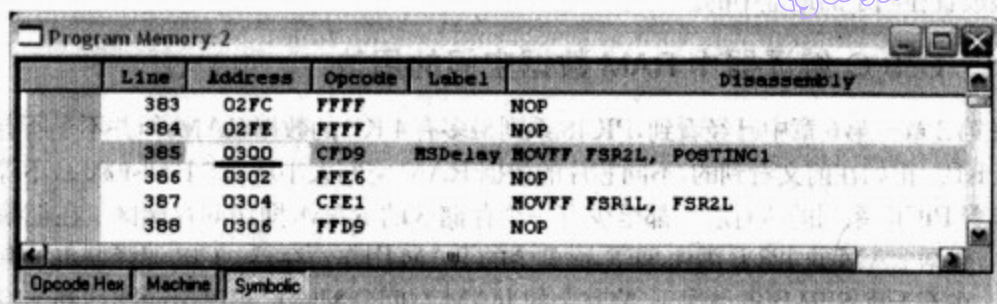 Program Memory:2
Line Address Opcode Label Disassembly
383 02FC FFFF NOP
384 02FE FFFF NOP
385 0300 CFD9 MSDelay MOVFF FSR2L, POSTINC1
386 0302 FFE6 NOP
387 0304 CFE1 MOVFF FSR1L, FSR2L
388 0306 FFD9 NOP
Opcode Hex Machine Symbolic